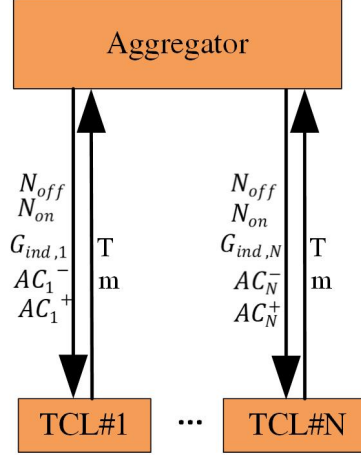 Aggregator
N_off
N_on
G_ind,1
AC_1^-
AC_1^+
T
m
N_off
N_on
G_ind,N
AC_N^-
AC_N^+
T
m
TCL#1 ... TCL#N